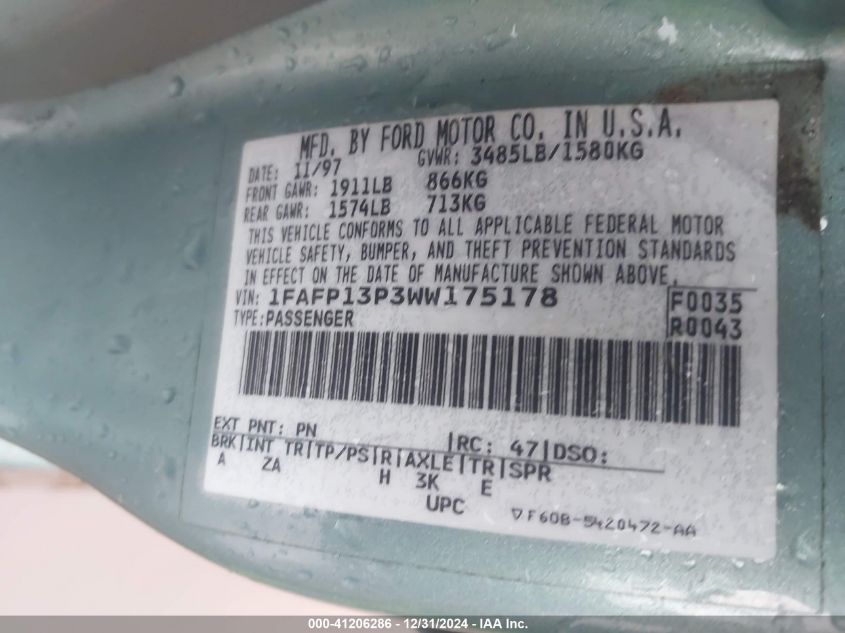 MFD. BY FORD MOTOR CO. IN U.S.A.
DATE: 11/97 GVWR: 3485LB/1580KG
FRONT GAWR: 1911LB 866KG
REAR GAWR: 1574LB 713KG
THIS VEHICLE CONFORMS TO ALL APPLICABLE FEDERAL MOTOR
VEHICLE SAFETY, BUMPER, AND THEFT PREVENTION STANDARDS
IN EFFECT ON THE DATE OF MANUFACTURE SHOWN ABOVE.
VIN: 1FAFP13P3WW175178 F0035
TYPE:PASSENGER R0043
EXT PNT: PN RC: 47 DSO:
BRK INT TR TP/PS R AXLE TR SPR
A ZA H 3K E
UPC ▽F60B-5420472-AA
000-41206286 - 12/31/2024 - IAA Inc.